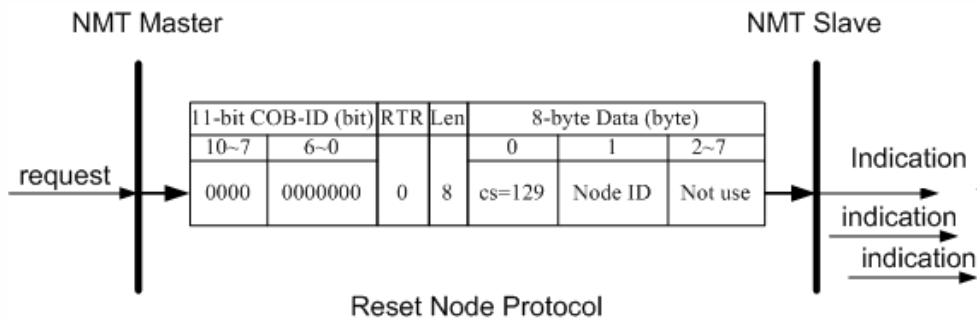 NMT Master
NMT Slave
11-bit COB-ID (bit) RTR Len 8-byte Data (byte)
10~7 6~0 0 1 2~7
request 0000 0000000 0 8 cs=129 Node ID Not use
Indication
indication
indication
Reset Node Protocol